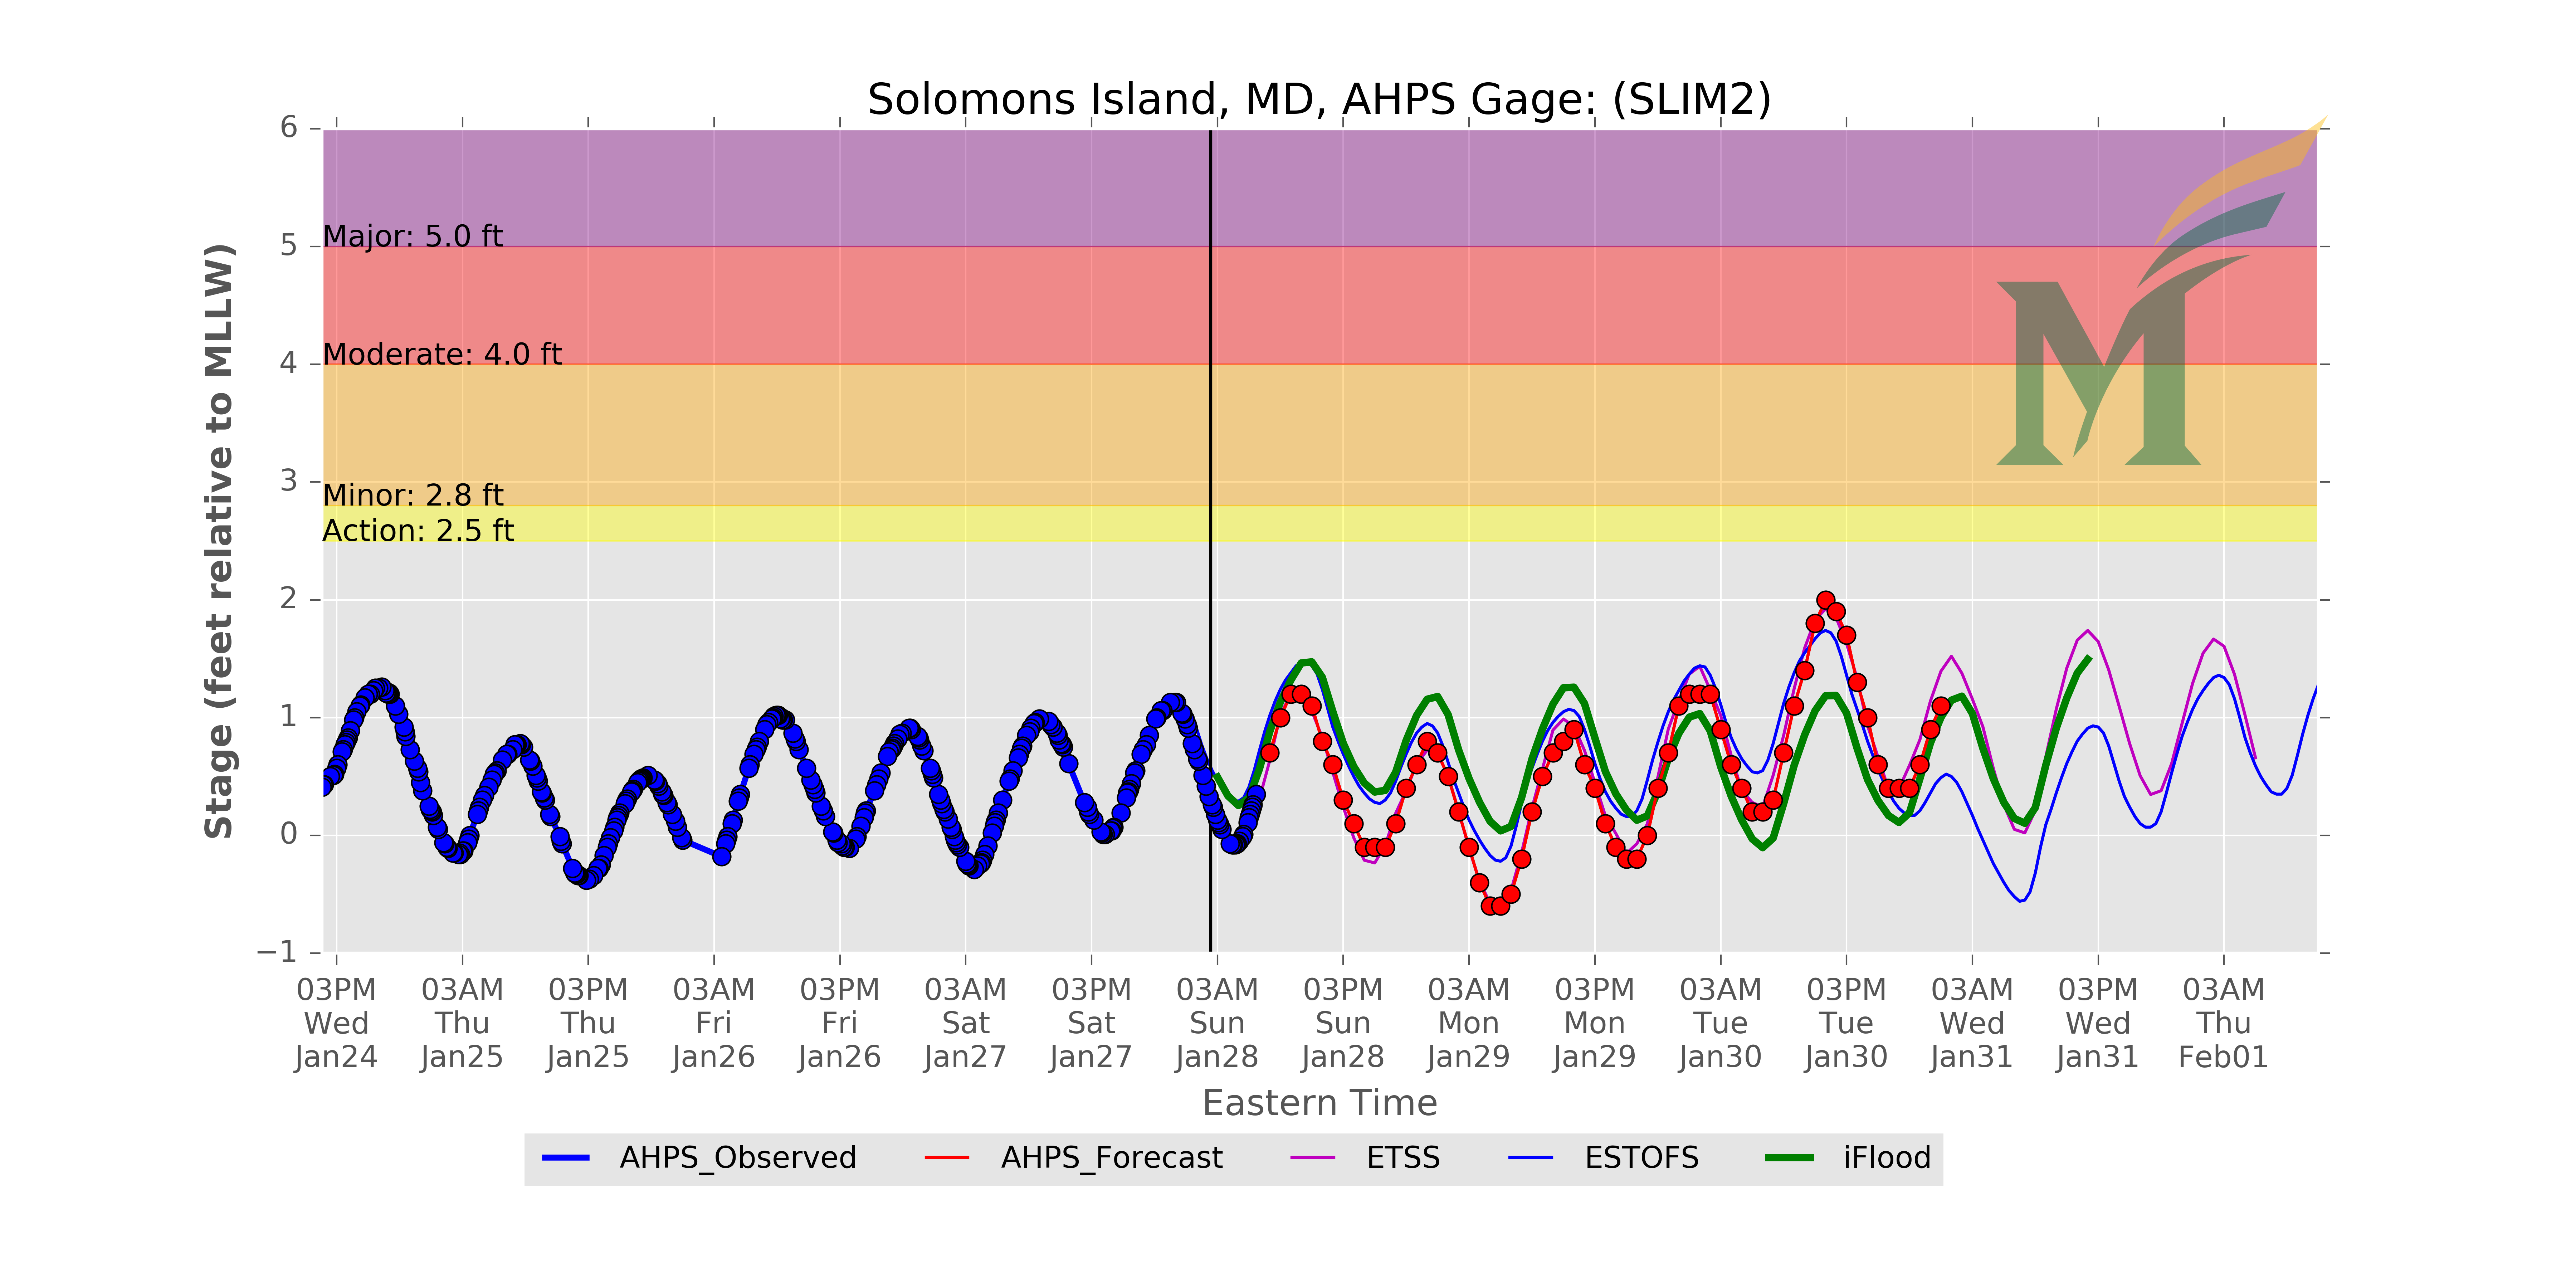 Solomons Island, MD, AHPS Gage: (SLIM2)
Stage (feet relative to MLLW)
6
5
4
3
2
1
0
−1
Major: 5.0 ft
Moderate: 4.0 ft
Minor: 2.8 ft
Action: 2.5 ft
M
03PM 03AM 03PM 03AM 03PM 03AM 03PM 03AM 03PM 03AM 03PM 03AM 03PM 03AM 03PM 03AM
Wed Thu Thu Fri Fri Sat Sat Sun Sun Mon Mon Tue Tue Wed Wed Thu
Jan24 Jan25 Jan25 Jan26 Jan26 Jan27 Jan27 Jan28 Jan28 Jan29 Jan29 Jan30 Jan30 Jan31 Jan31 Feb01
Eastern Time
AHPS_Observed AHPS_Forecast ETSS ESTOFS iFlood